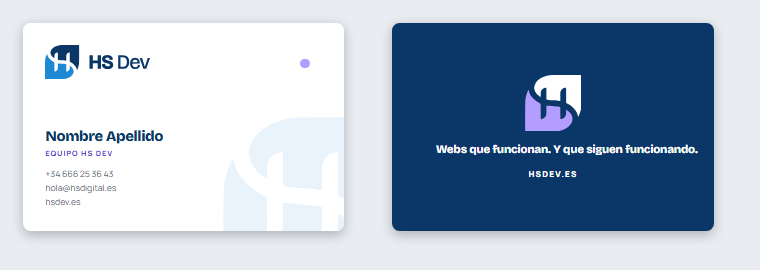 HS Dev
Nombre Apellido
EQUIPO HS DEV
+34 666 25 36 43
hola@hsdigital.es
hsdev.es
Webs que funcionan. Y que siguen funcionando.
HSDEV.ES